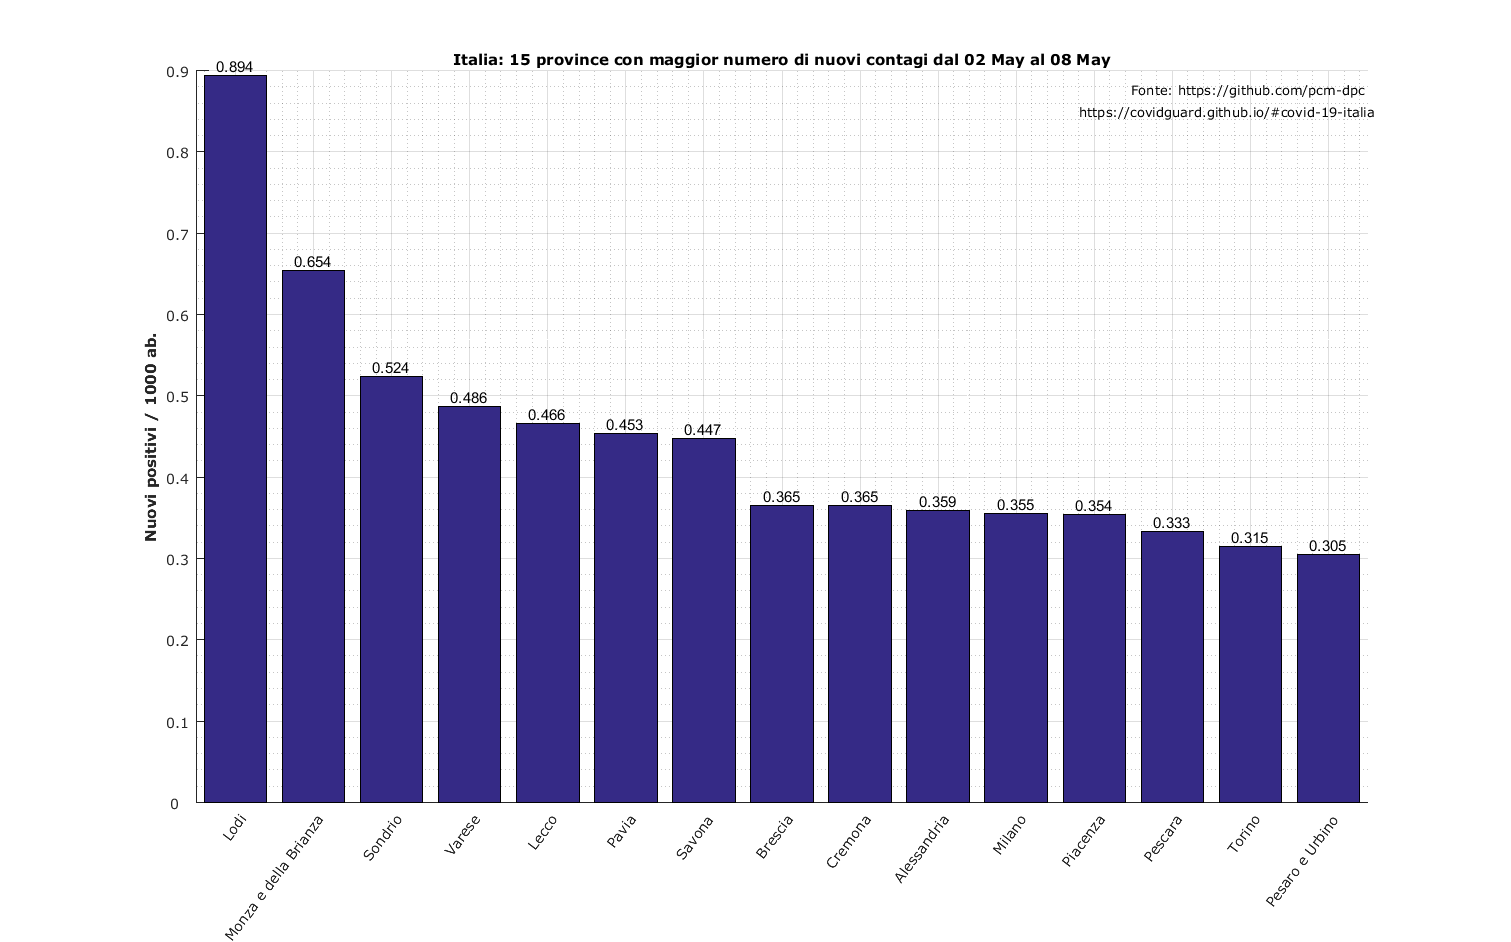 Italia: 15 province con maggior numero di nuovi contagi dal 02 May al 08 May
Fonte: https://github.com/pcm-dpc
https://covidguard.github.io/#covid-19-italia
Nuovi positivi / 1000 ab.
0.9
0.8
0.7
0.6
0.5
0.4
0.3
0.2
0.1
0
0.894
0.654
0.524
0.486
0.466
0.453
0.447
0.365
0.365
0.359
0.355
0.354
0.333
0.315
0.305
Lodi
Monza e della Brianza
Sondrio
Varese
Lecco
Pavia
Savona
Brescia
Cremona
Alessandria
Milano
Piacenza
Pescara
Torino
Pesaro e Urbino